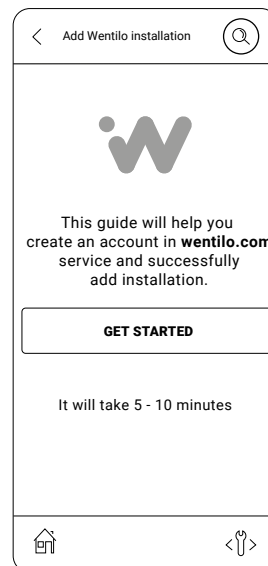 Add Wentilo installation
This guide will help you
create an account in wentilo.com
service and successfully
add installation.
GET STARTED
It will take 5 - 10 minutes